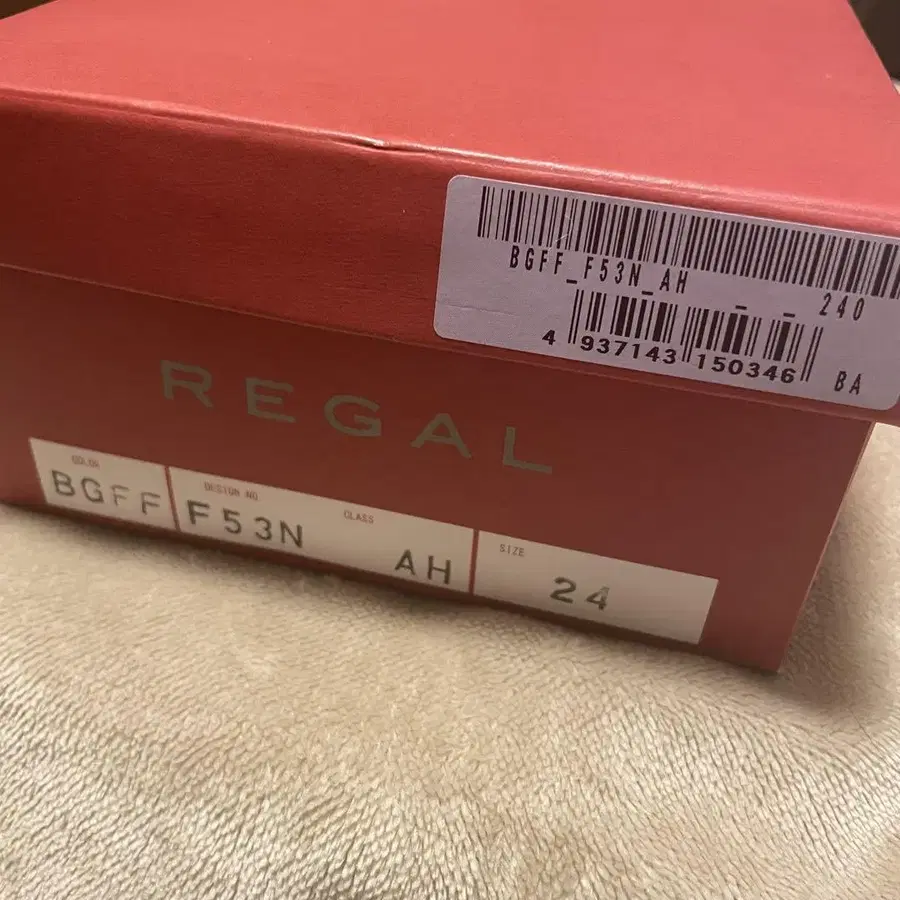 BGFF_F53N_AH _ _ 240
4 937143 150346 BA
REGAL
COLOR DESIGN NO CLASS SIZE
BGFF F53N AH 24